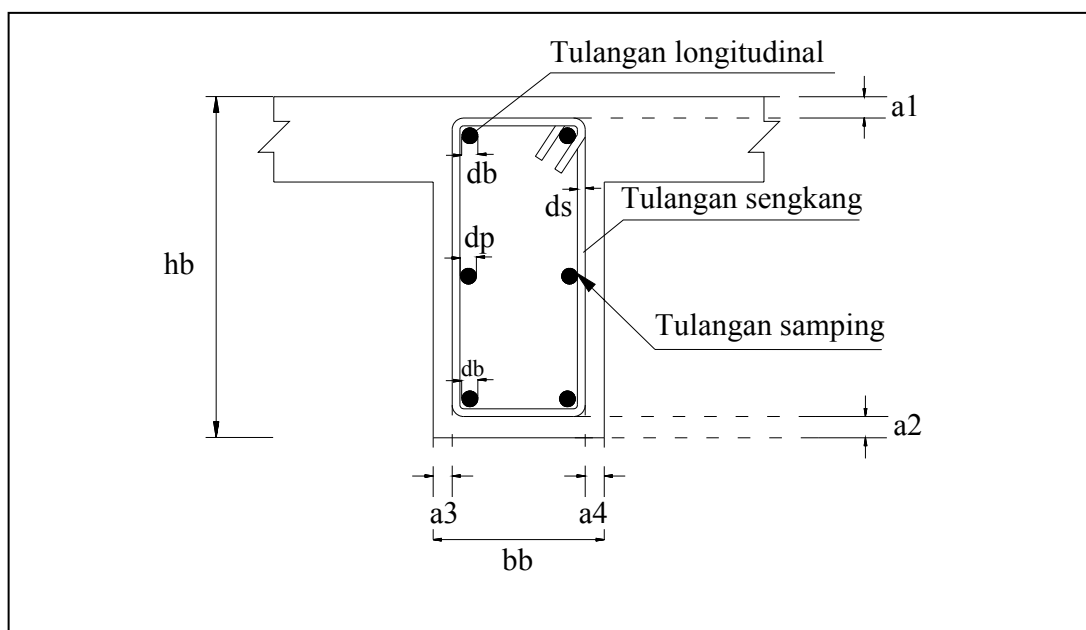 Tulangan longitudinal
a1
db
ds
Tulangan sengkang
dp
hb
Tulangan samping
db
a2
a3
a4
bb